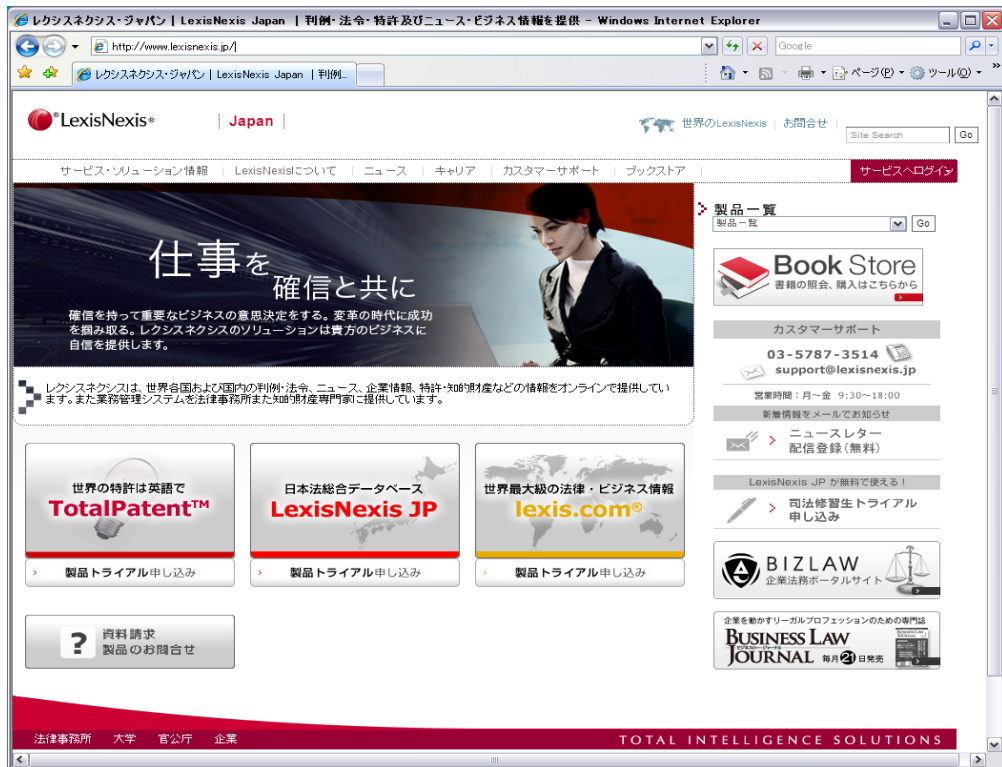 レクシスネクシス・ジャパン | LexisNexis Japan | 判例・法令・特許及びニュース・ビジネス情報を提供 - Windows Internet Explorer
http://www.lexisnexis.jp/
Google
レクシスネクシス・ジャパン | LexisNexis Japan | 判例...
ページ(P)
ツール(O)
»
LexisNexis®
Japan
世界のLexisNexis
お問合せ
Site Search
Go
サービス・ソリューション情報
LexisNexisについて
ニュース
キャリア
カスタマーサポート
ブックストア
サービスへログイン
仕事を
確信と共に
確信を持って重要なビジネスの意思決定をする。変革の時代に成功
を掴み取る。レクシスネクシスのソリューションは貴方のビジネスに
自信を提供します。
レクシスネクシスは、世界各国および国内の判例・法令、ニュース、企業情報、特許・知的財産などの情報をオンラインで提供してい
ます。また業務管理システムを法律事務所また知的財産専門家に提供しています。
世界の特許は英語で
TotalPatent™
製品トライアル申し込み
日本法総合データベース
LexisNexis JP
製品トライアル申し込み
世界最大級の法律・ビジネス情報
lexis.com®
製品トライアル申し込み
?
資料請求
製品のお問合せ
製品一覧
製品一覧
Go
Book Store
書籍の照会、購入はこちらから
カスタマーサポート
03-5787-3514
support@lexisnexis.jp
営業時間：月～金 9:30～18:00
新着情報をメールでお知らせ
ニュースレター
配信登録（無料）
LexisNexis JP が無料で使える！
司法修習生トライアル
申し込み
BIZLAW
企業法務ポータルサイト
企業を動かすリーガルプロフェッションのための専門誌
BUSINESS LAW
ビジネスロー・ジャーナル
JOURNAL 毎月21日発売
法律事務所
大学
官公庁
企業
TOTAL INTELLIGENCE SOLUTIONS